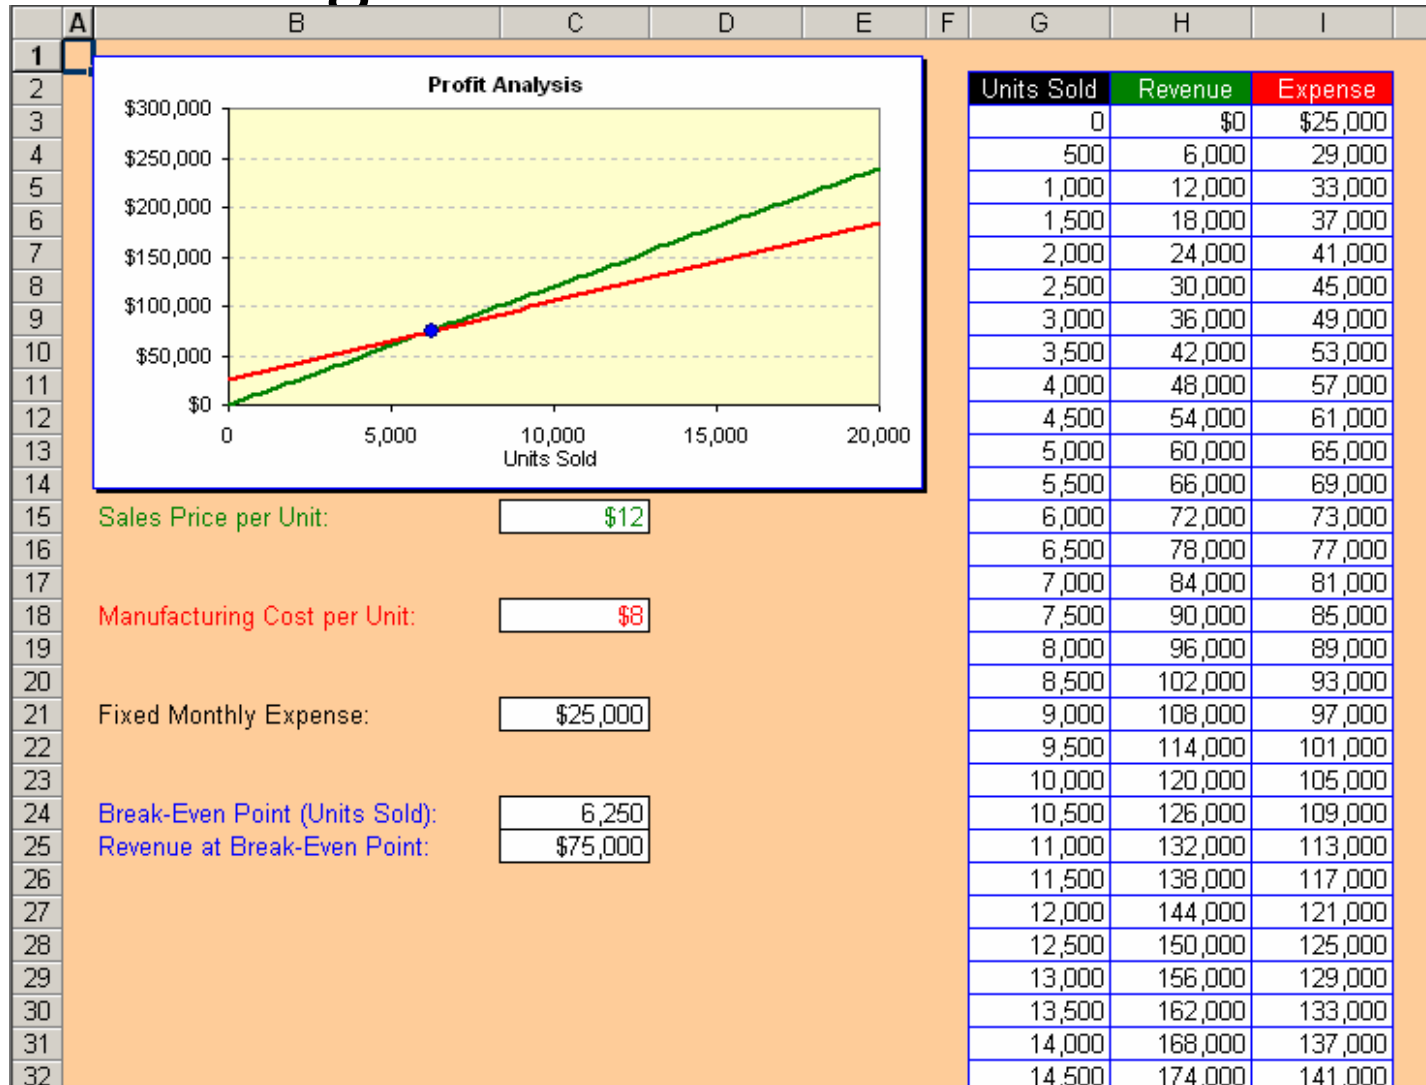 A B C D E F G H I
1
2 Units Sold Revenue Expense
3 0 $0 $25,000
4 500 6,000 29,000
5 1,000 12,000 33,000
6 1,500 18,000 37,000
7 2,000 24,000 41,000
8 2,500 30,000 45,000
9 3,000 36,000 49,000
10 3,500 42,000 53,000
11 4,000 48,000 57,000
12 4,500 54,000 61,000
13 5,000 60,000 65,000
14 5,500 66,000 69,000
Profit Analysis
$300,000
$250,000
$200,000
$150,000
$100,000
$50,000
$0
0 5,000 10,000 15,000 20,000
Units Sold
15 Sales Price per Unit: $12 6,000 72,000 73,000
16 6,500 78,000 77,000
17 7,000 84,000 81,000
18 Manufacturing Cost per Unit: $8 7,500 90,000 85,000
19 8,000 96,000 89,000
20 8,500 102,000 93,000
21 Fixed Monthly Expense: $25,000 9,000 108,000 97,000
22 9,500 114,000 101,000
23 10,000 120,000 105,000
24 Break-Even Point (Units Sold): 6,250 10,500 126,000 109,000
25 Revenue at Break-Even Point: $75,000 11,000 132,000 113,000
26 11,500 138,000 117,000
27 12,000 144,000 121,000
28 12,500 150,000 125,000
29 13,000 156,000 129,000
30 13,500 162,000 133,000
31 14,000 168,000 137,000
32 14,500 174,000 141,000